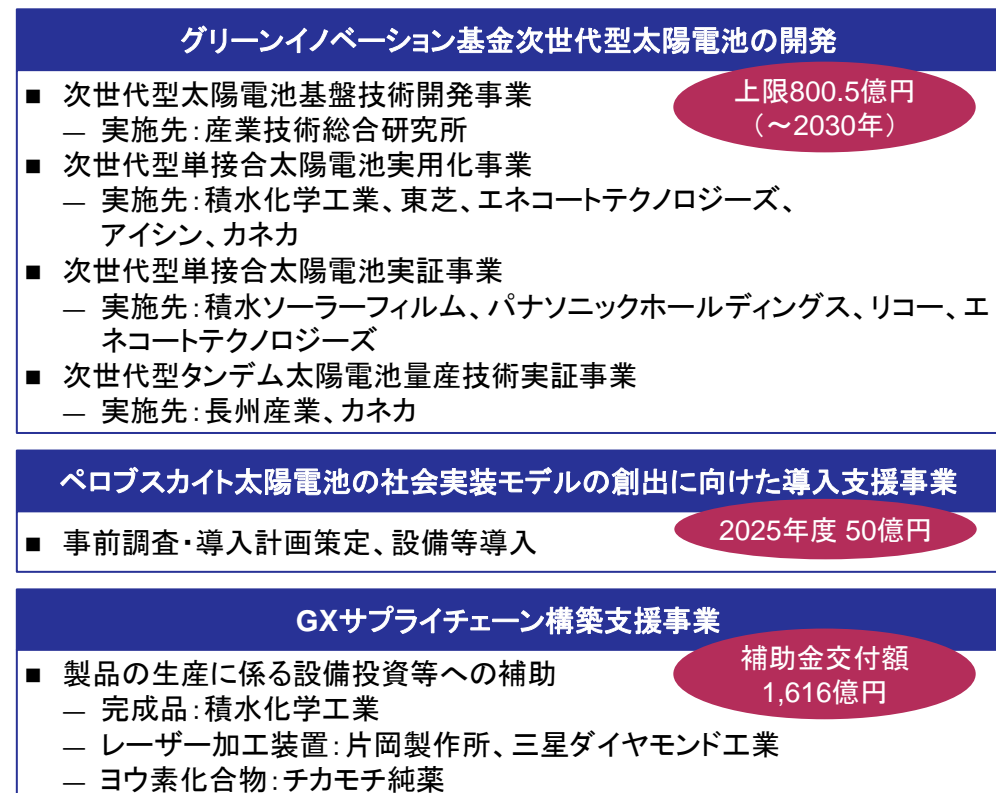 グリーンイノベーション基金次世代型太陽電池の開発
上限800.5億円
（～2030年）
■ 次世代型太陽電池基盤技術開発事業
― 実施先：産業技術総合研究所
■ 次世代型単接合太陽電池実用化事業
― 実施先：積水化学工業、東芝、エネコートテクノロジーズ、
アイシン、カネカ
■ 次世代型単接合太陽電池実証事業
― 実施先：積水ソーラーフィルム、パナソニックホールディングス、リコー、エ
ネコートテクノロジーズ
■ 次世代型タンデム太陽電池量産技術実証事業
― 実施先：長州産業、カネカ
ペロブスカイト太陽電池の社会実装モデルの創出に向けた導入支援事業
2025年度 50億円
■ 事前調査・導入計画策定、設備等導入
GXサプライチェーン構築支援事業
補助金交付額
1,616億円
■ 製品の生産に係る設備投資等への補助
― 完成品：積水化学工業
― レーザー加工装置：片岡製作所、三星ダイヤモンド工業
― ヨウ素化合物：チカモチ純薬